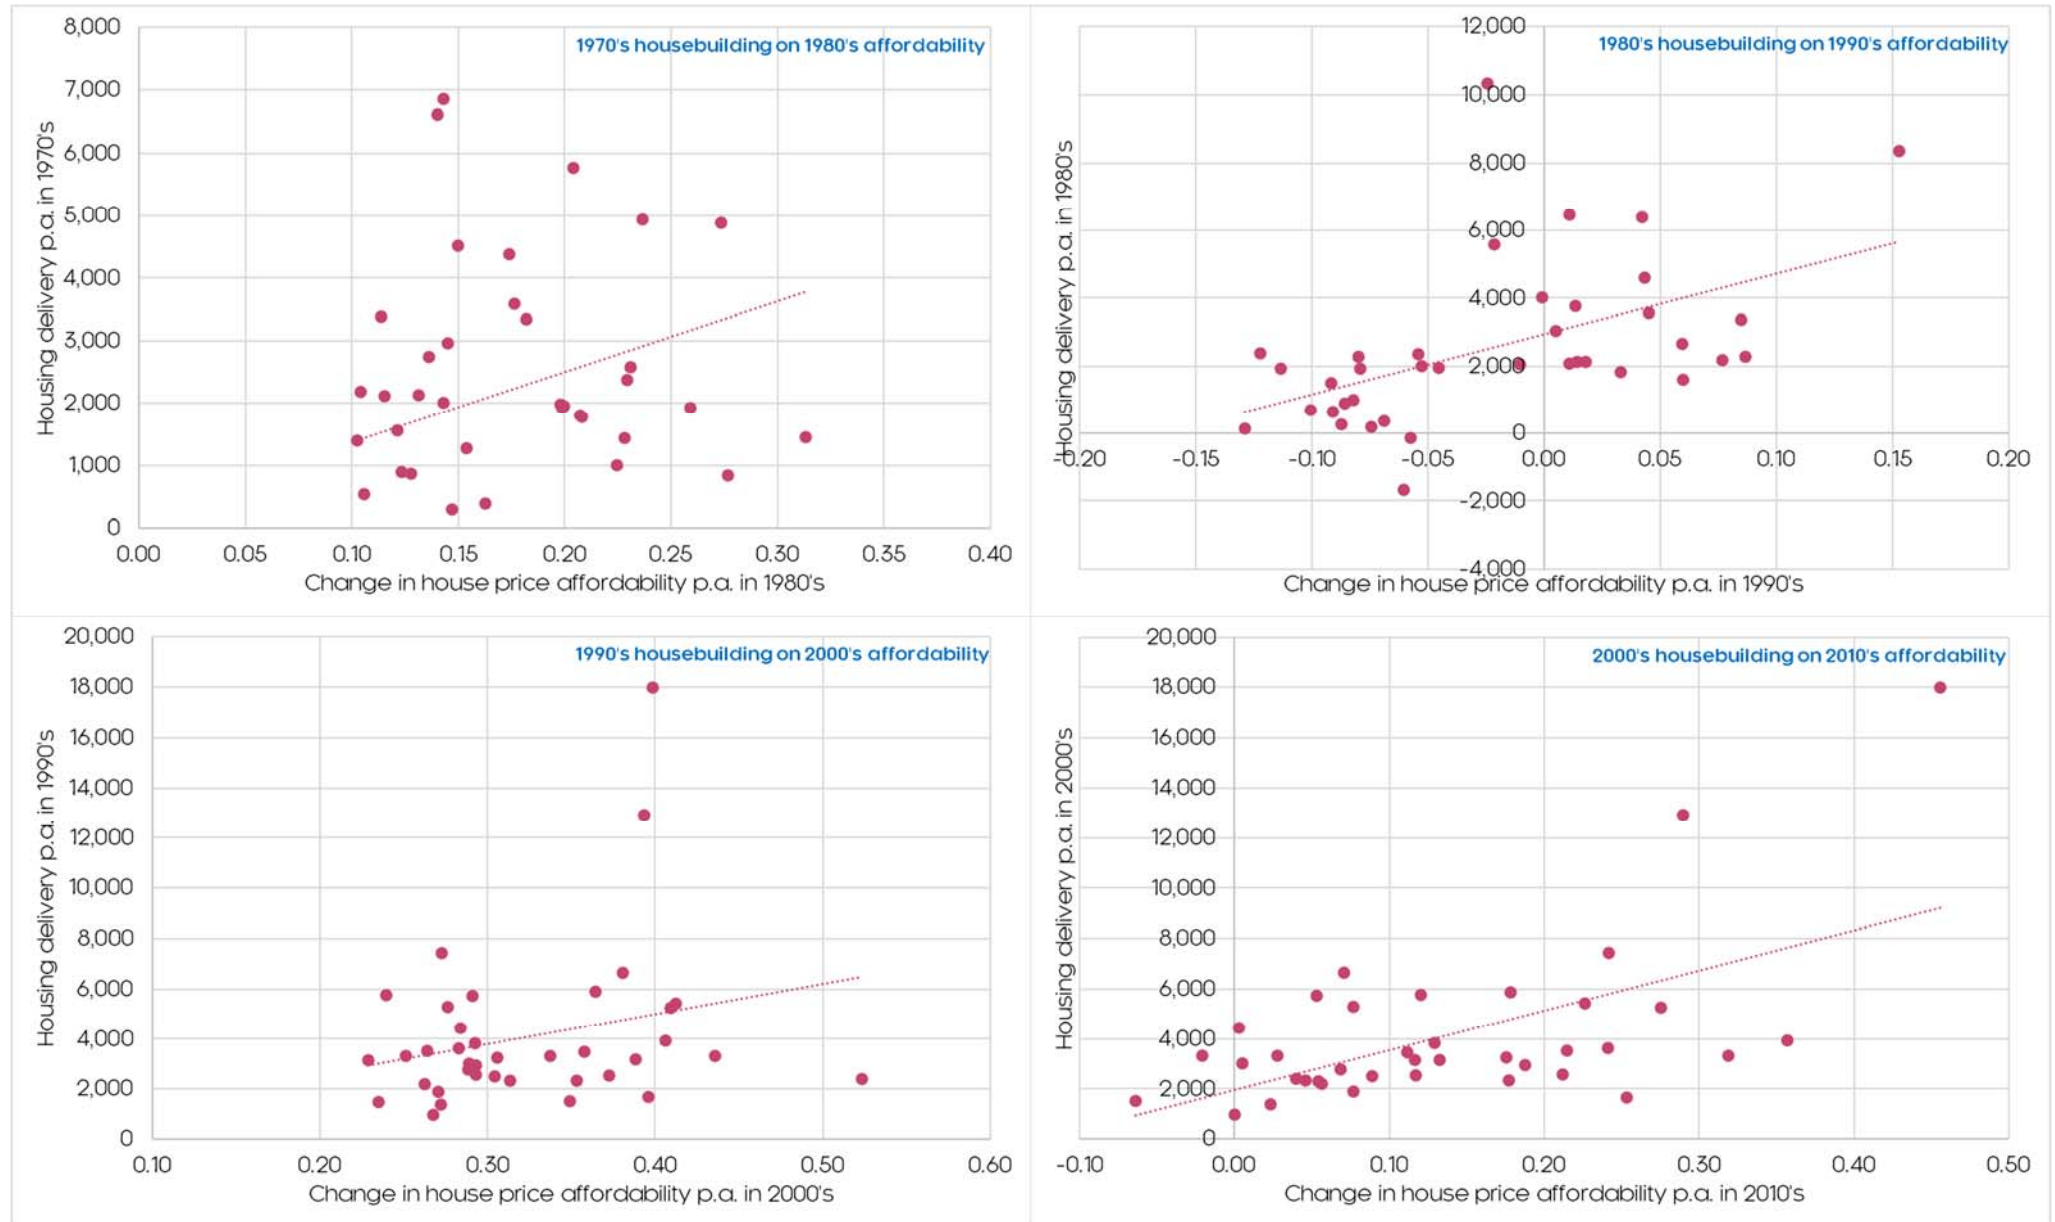 1970's housebuilding on 1980's affordability
Housing delivery p.a. in 1970's
8,000
7,000
6,000
5,000
4,000
3,000
2,000
1,000
0
0.00 0.05 0.10 0.15 0.20 0.25 0.30 0.35 0.40
Change in house price affordability p.a. in 1980's
1980's housebuilding on 1990's affordability
Housing delivery p.a. in 1980's
12,000
10,000
8,000
6,000
4,000
2,000
0
-0.20 -0.15 -0.10 -0.05 0.00 0.05 0.10 0.15 0.20
-2,000
-4,000
Change in house price affordability p.a. in 1990's
1990's housebuilding on 2000's affordability
Housing delivery p.a. in 1990's
20,000
18,000
16,000
14,000
12,000
10,000
8,000
6,000
4,000
2,000
0
0.10 0.20 0.30 0.40 0.50 0.60
Change in house price affordability p.a. in 2000's
2000's housebuilding on 2010's affordability
Housing delivery p.a. in 2000's
20,000
18,000
16,000
14,000
12,000
10,000
8,000
6,000
4,000
2,000
0
-0.10 0.00 0.10 0.20 0.30 0.40 0.50
Change in house price affordability p.a. in 2010's